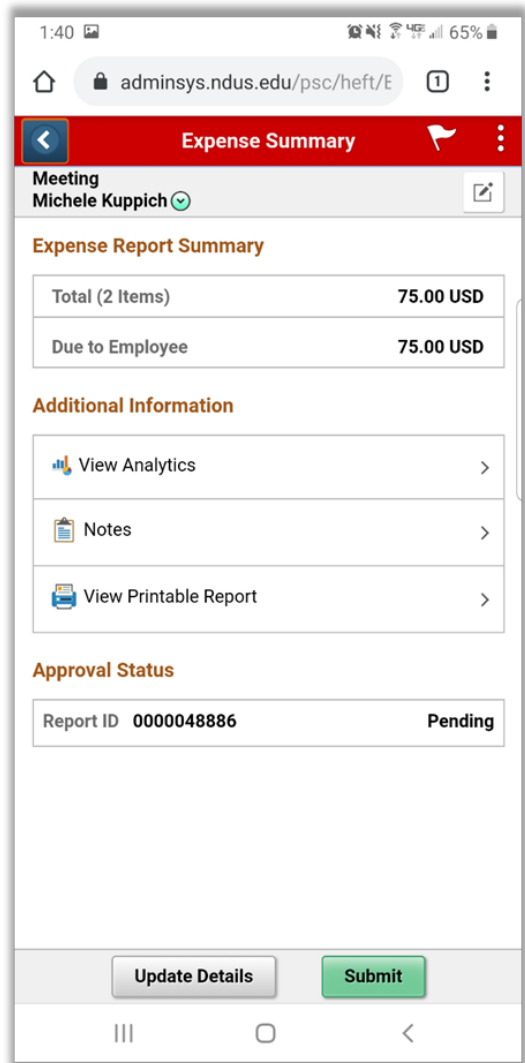 1:40 65%
adminsys.ndus.edu/psc/heft/E 1
Expense Summary
Meeting
Michele Kuppich
Expense Report Summary
Total (2 Items) 75.00 USD
Due to Employee 75.00 USD
Additional Information
View Analytics
Notes
View Printable Report
Approval Status
Report ID 0000048886 Pending
Update Details Submit